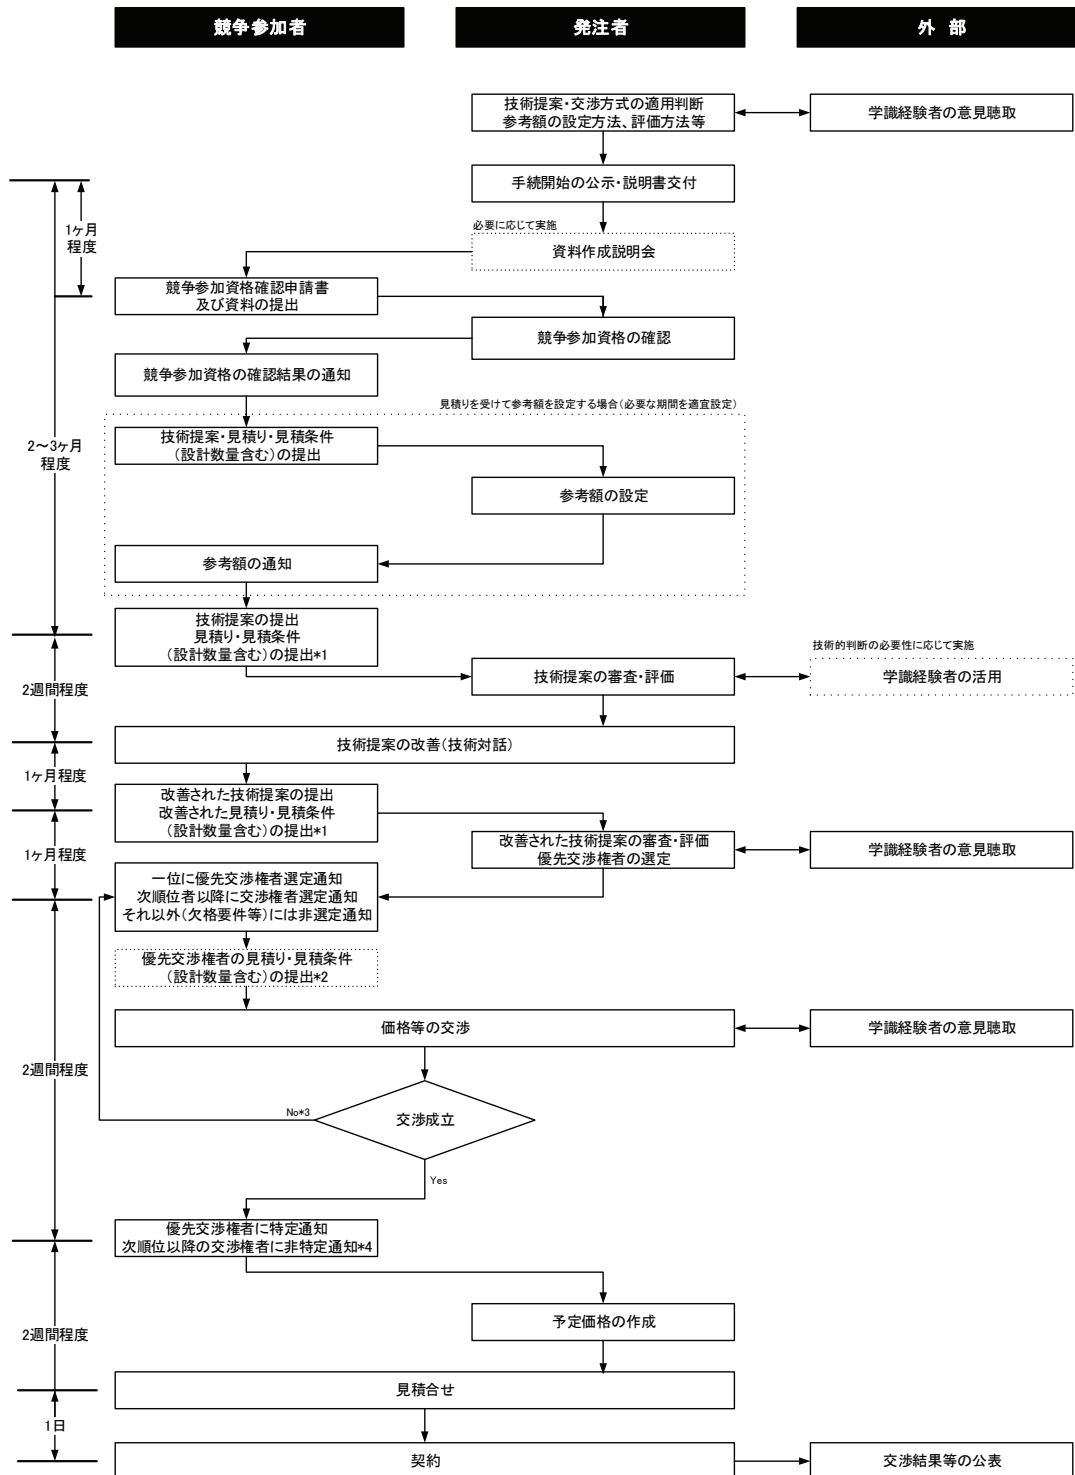 競争参加者
発注者
外 部
技術提案・交渉方式の適用判断
参考額の設定方法、評価方法等
学識経験者の意見聴取
手続開始の公示・説明書交付
1ヶ月
程度
必要に応じて実施
資料作成説明会
競争参加資格確認申請書
及び資料の提出
競争参加資格の確認
競争参加資格の確認結果の通知
見積りを受けて参考額を設定する場合(必要な期間を適宜設定)
2～3ヶ月
程度
技術提案・見積り・見積条件
(設計数量含む)の提出
参考額の設定
参考額の通知
技術提案の提出
見積り・見積条件
(設計数量含む)の提出*1
技術的判断の必要性に応じて実施
2週間程度
技術提案の審査・評価
学識経験者の活用
技術提案の改善(技術対話)
1ヶ月程度
改善された技術提案の提出
改善された見積り・見積条件
(設計数量含む)の提出*1
1ヶ月程度
改善された技術提案の審査・評価
優先交渉権者の選定
学識経験者の意見聴取
一位に優先交渉権者選定通知
次順位者以降に交渉権者選定通知
それ以外(欠格要件等)には非選定通知
優先交渉権者の見積り・見積条件
(設計数量含む)の提出*2
価格等の交渉
学識経験者の意見聴取
2週間程度
No*3
交渉成立
Yes
優先交渉権者に特定通知
次順位以降の交渉権者に非特定通知*4
予定価格の作成
2週間程度
見積合せ
1日
契約
交渉結果等の公表